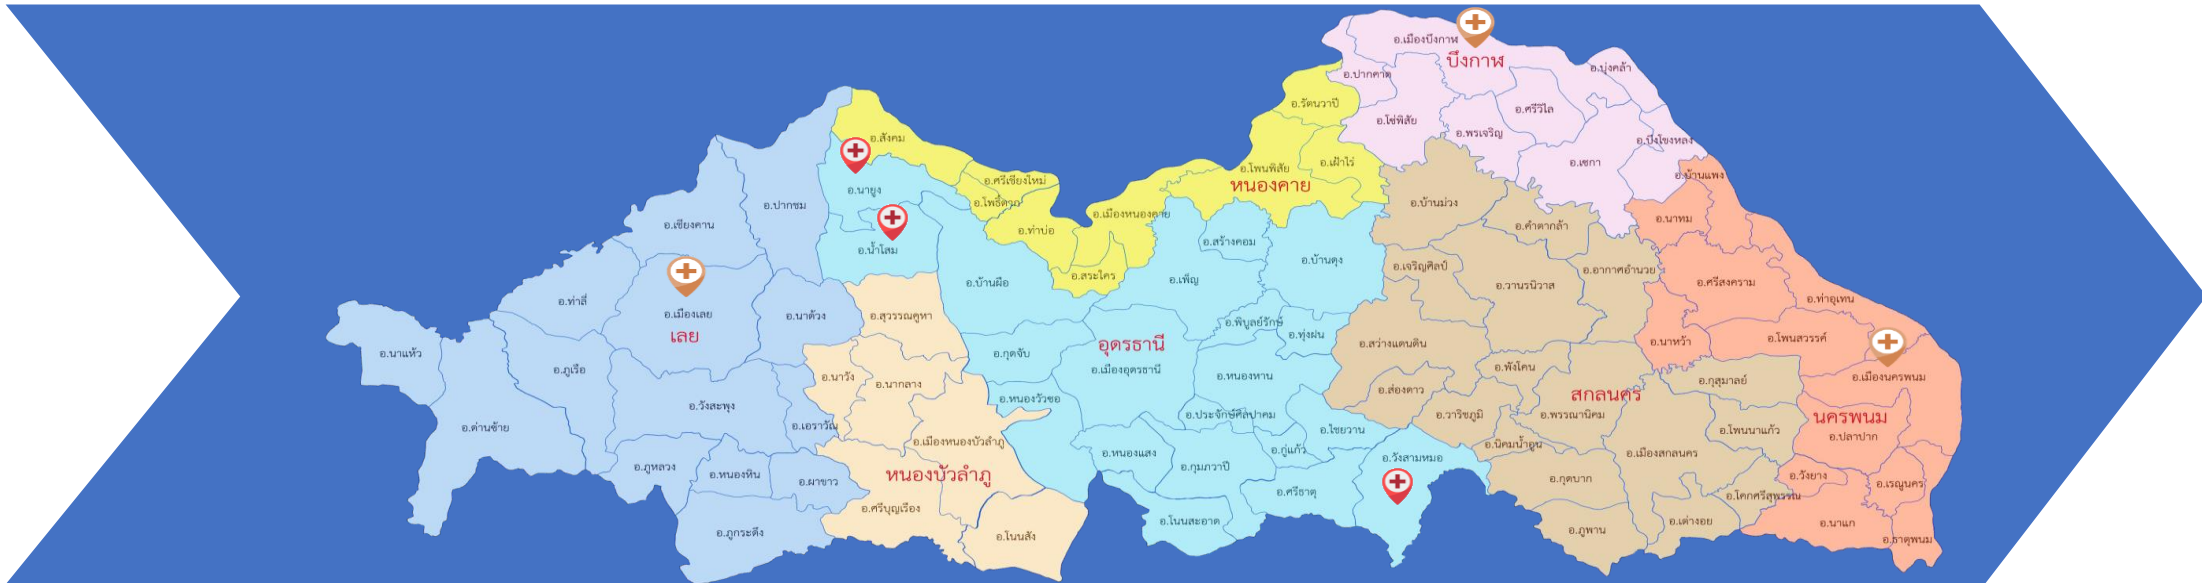 อ.เมืองบึงกาฬ
บึงกาฬ
อ.บุ่งคล้า
อ.ปากคาด
อ.รัตนวาปี
อ.ศรีวิไล
อ.โซ่พิสัย
อ.พรเจริญ
อ.บึงโขงหลง
อ.เซกา
อ.สังคม
อ.เฝ้าไร่
อ.โพนพิสัย
หนองคาย
อ.ศรีเชียงใหม่
อ.โพธิ์ตาก
อ.เมืองหนองคาย
อ.ท่าบ่อ
อ.สระใคร
อ.บ้านแพง
อ.นาทม
อ.ศรีสงคราม
อ.ท่าอุเทน
อ.นาหว้า
อ.โพนสวรรค์
อ.เมืองนครพนม
นครพนม
อ.ปลาปาก
อ.วังยาง
อ.เรณูนคร
อ.นาแก
อ.ธาตุพนม
อ.บ้านม่วง
อ.คำตากล้า
อ.เจริญศิลป์
อ.อากาศอำนวย
อ.วานรนิวาส
อ.สว่างแดนดิน
อ.พังโคน
อ.ส่องดาว
อ.กุสุมาลย์
สกลนคร
อ.วาริชภูมิ
อ.พรรณานิคม
อ.โพนนาแก้ว
อ.นิคมน้ำอูน
อ.เมืองสกลนคร
อ.กุดบาก
อ.โคกศรีสุพรรณ
อ.เต่างอย
อ.ภูพาน
อ.นายูง
อ.น้ำโสม
อ.บ้านผือ
อ.สร้างคอม
อ.เพ็ญ
อ.บ้านดุง
อ.พิบูลย์รักษ์
อ.ทุ่งฝน
อุดรธานี
อ.กุดจับ
อ.เมืองอุดรธานี
อ.หนองหาน
อ.หนองวัวซอ
อ.ประจักษ์ศิลปาคม
อ.ไชยวาน
อ.หนองแสง
อ.กู่แก้ว
อ.กุมภวาปี
อ.วังสามหมอ
อ.ศรีธาตุ
อ.โนนสะอาด
อ.ปากชม
อ.เชียงคาน
อ.ท่าลี่
อ.เมืองเลย
เลย
อ.นาด้วง
อ.นาแห้ว
อ.ภูเรือ
อ.วังสะพุง
อ.ด่านซ้าย
อ.เอราวัณ
อ.ภูหลวง
อ.หนองหิน
อ.ผาขาว
อ.ภูกระดึง
อ.สุวรรณคูหา
อ.นาวัง
อ.นากลาง
อ.เมืองหนองบัวลำภู
หนองบัวลำภู
อ.ศรีบุญเรือง
อ.โนนสัง